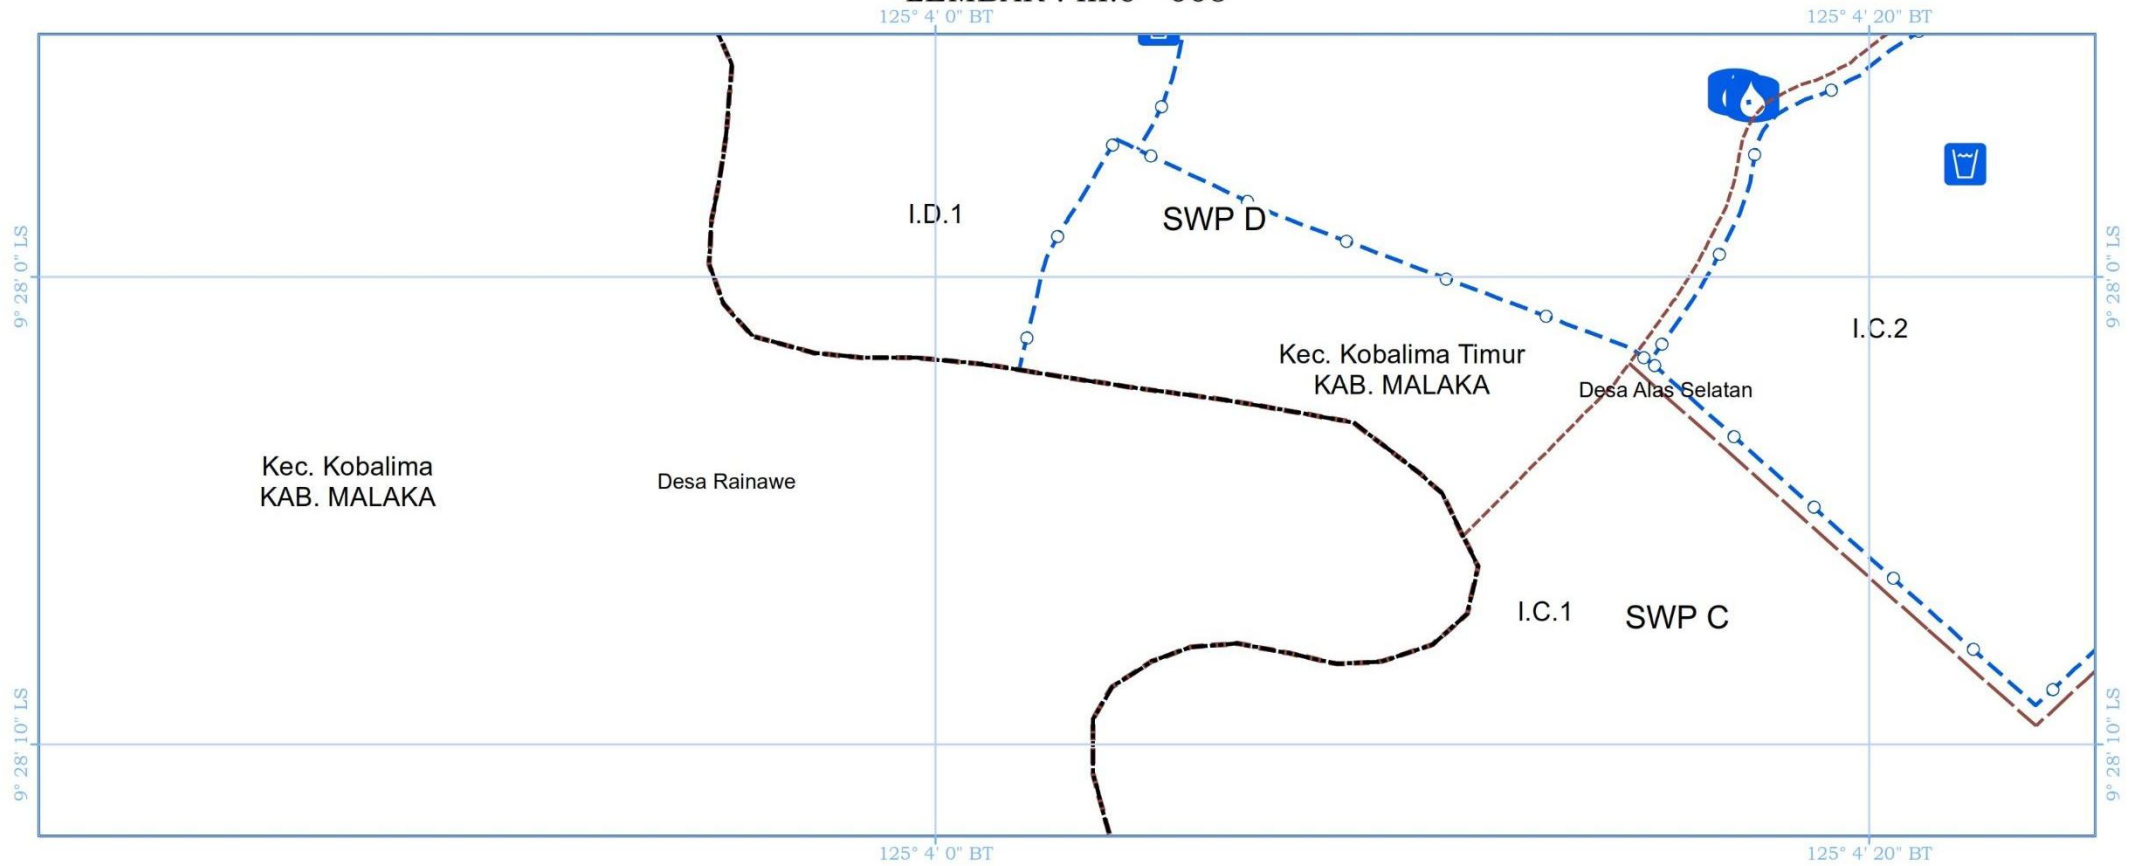 125° 4' 0" BT
125° 4' 20" BT
I.D.1
SWP D
9° 28' 0" LS
9° 28' 0" LS
I.C.2
Kec. Kobalima Timur
KAB. MALAKA
Desa Alas Selatan
Kec. Kobalima
KAB. MALAKA
Desa Rainawe
I.C.1
SWP C
9° 28' 10" LS
9° 28' 10" LS
125° 4' 0" BT
125° 4' 20" BT